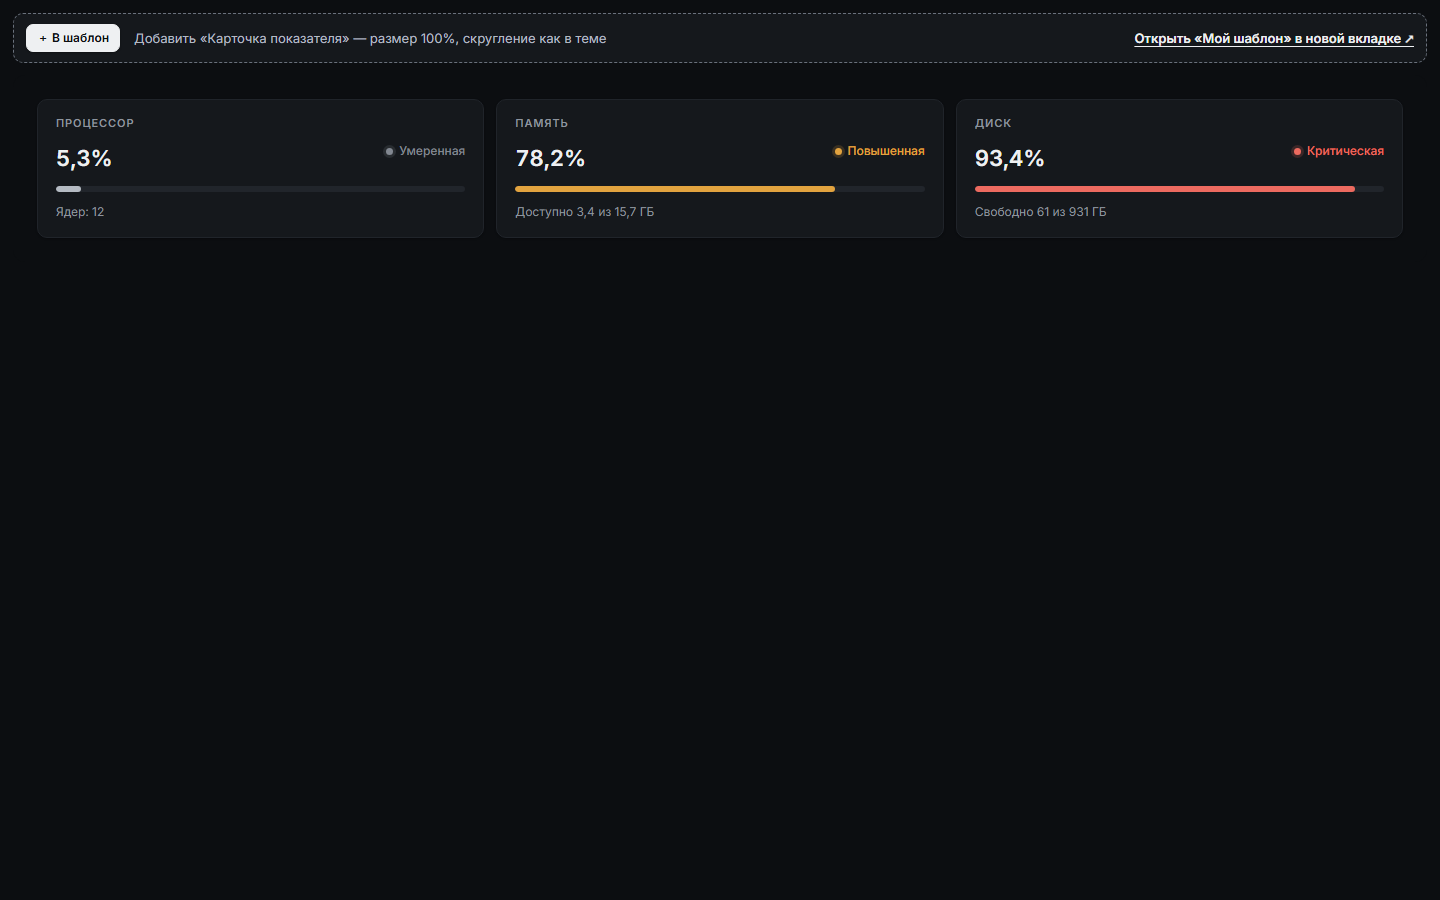 + В шаблон Добавить «Карточка показателя» — размер 100%, скругление как в теме Открыть «Мой шаблон» в новой вкладке ↗
ПРОЦЕССОР
5,3% Умеренная
Ядер: 12
ПАМЯТЬ
78,2% Повышенная
Доступно 3,4 из 15,7 ГБ
ДИСК
93,4% Критическая
Свободно 61 из 931 ГБ